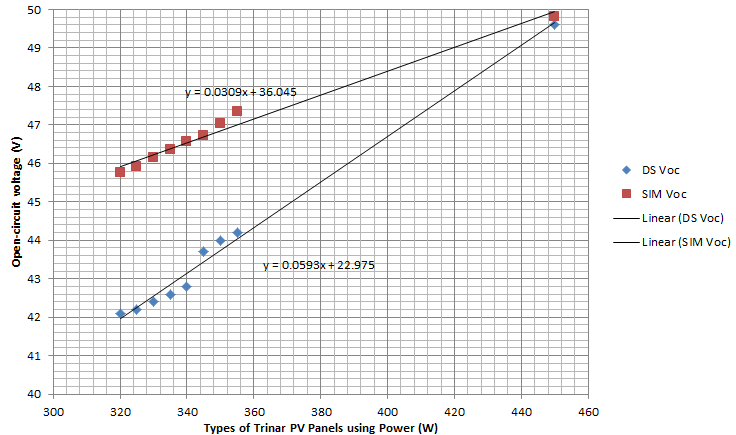 50
49
48
47
46
45
44
43
42
41
40
Open-circuit voltage (V)
y = 0.0309x + 36.045
y = 0.0593x + 22.975
300 320 340 360 380 400 420 440 460
Types of Trinar PV Panels using Power (W)
DS Voc
SIM Voc
Linear (DS Voc)
Linear (SIM Voc)